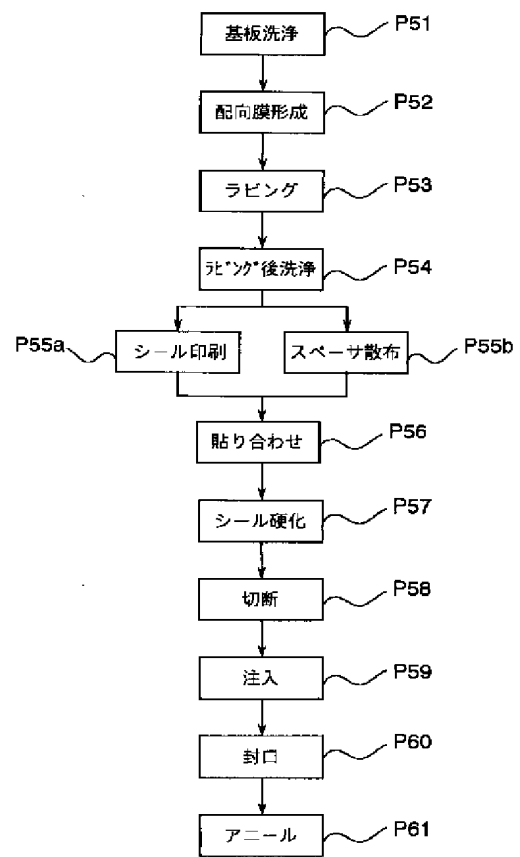 基板洗浄 P51
配向膜形成 P52
ラビング P53
ﾗﾋﾞﾝｸﾞ後洗浄 P54
P55a シール印刷 スペーサ散布 P55b
貼り合わせ P56
シール硬化 P57
切断 P58
注入 P59
封口 P60
アニール P61